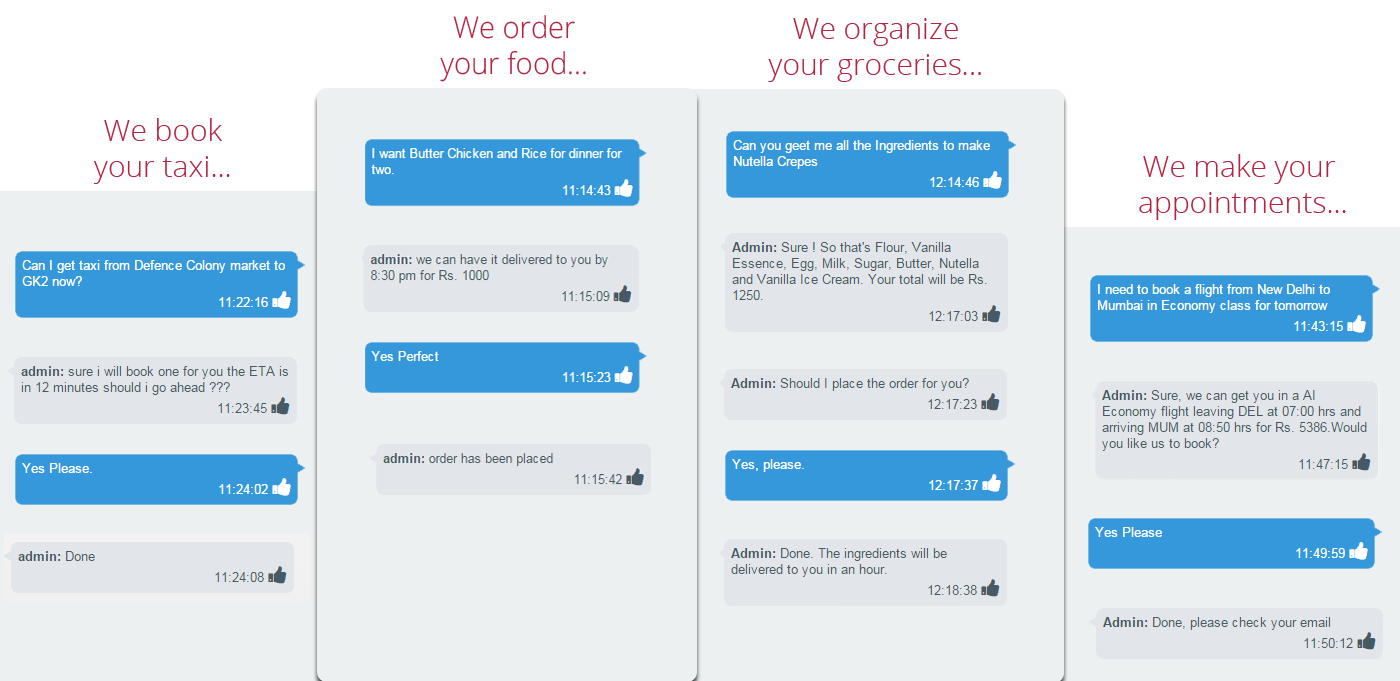 We book
your taxi...
Can I get taxi from Defence Colony market to
GK2 now?
11:22:16
admin: sure i will book one for you the ETA is
in 12 minutes should i go ahead ???
11:23:45
Yes Please.
11:24:02
admin: Done
11:24:08
We order
your food...
I want Butter Chicken and Rice for dinner for
two.
11:14:43
admin: we can have it delivered to you by
8:30 pm for Rs. 1000
11:15:09
Yes Perfect
11:15:23
admin: order has been placed
11:15:42
We organize
your groceries...
Can you geet me all the Ingredients to make
Nutella Crepes
12:14:46
Admin: Sure ! So that's Flour, Vanilla
Essence, Egg, Milk, Sugar, Butter, Nutella
and Vanilla Ice Cream. Your total will be Rs.
1250.
12:17:03
Admin: Should I place the order for you?
12:17:23
Yes, please.
12:17:37
Admin: Done. The ingredients will be
delivered to you in an hour.
12:18:38
We make your
appointments...
I need to book a flight from New Delhi to
Mumbai in Economy class for tomorrow
11:43:15
Admin: Sure, we can get you in a AI
Economy flight leaving DEL at 07:00 hrs and
arriving MUM at 08:50 hrs for Rs. 5386.Would
you like us to book?
11:47:15
Yes Please
11:49:59
Admin: Done, please check your email
11:50:12